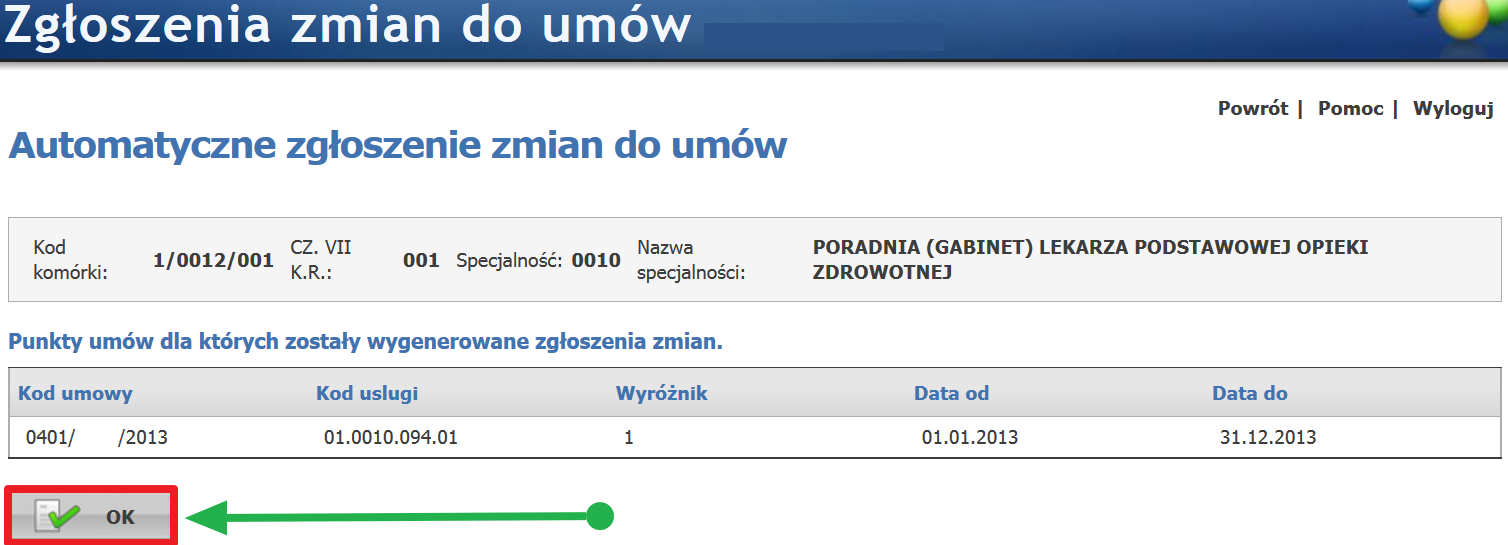 Zgłoszenia zmian do umów
Powrót | Pomoc | Wyloguj
Automatyczne zgłoszenie zmian do umów
Kod komórki: 1/0012/001 CZ. VII K.R.: 001 Specjalność: 0010 Nazwa specjalności: PORADNIA (GABINET) LEKARZA PODSTAWOWEJ OPIEKI ZDROWOTNEJ
Punkty umów dla których zostały wygenerowane zgłoszenia zmian.
Kod umowy Kod uslugi Wyróżnik Data od Data do
0401/ /2013 01.0010.094.01 1 01.01.2013 31.12.2013
OK